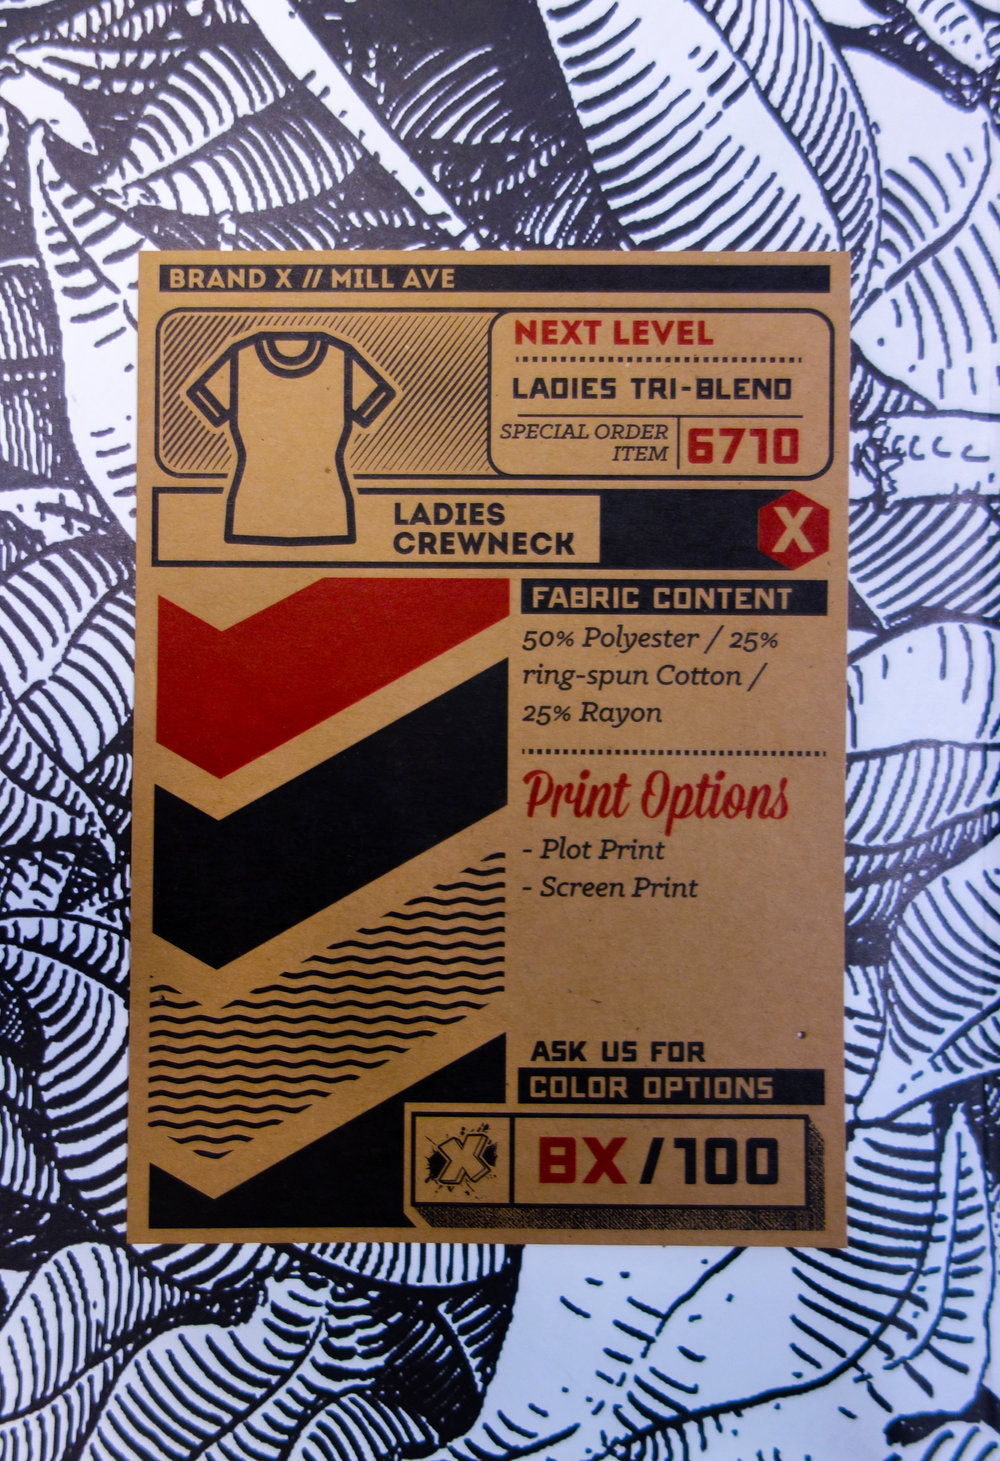 BRAND X // MILL AVE
NEXT LEVEL
LADIES TRI-BLEND
SPECIAL ORDER
ITEM
6710
LADIES
CREWNECK
X
FABRIC CONTENT
50% Polyester / 25%
ring-spun Cotton /
25% Rayon
Print Options
- Plot Print
- Screen Print
ASK US FOR
COLOR OPTIONS
X
BX/100